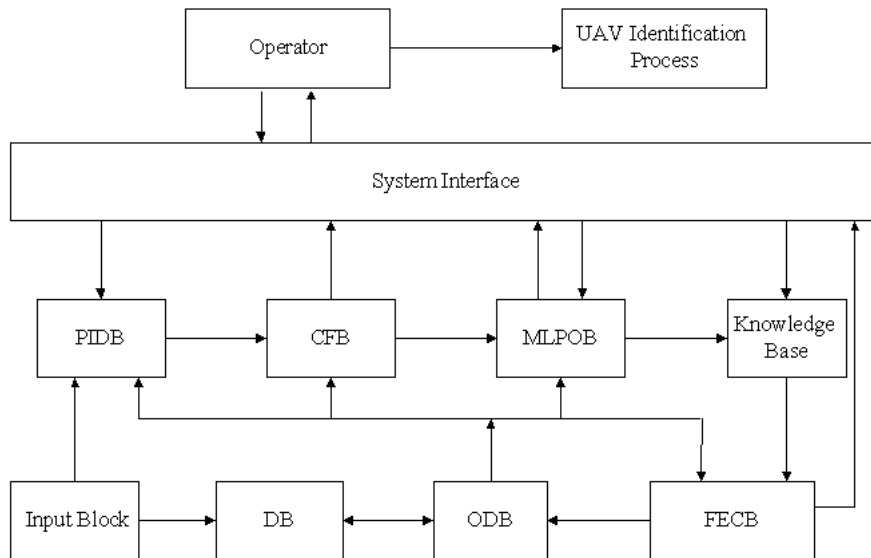 Operator
UAV Identification
Process
System Interface
PIDB
CFB
MLPOB
Knowledge
Base
Input Block
DB
ODB
FECB